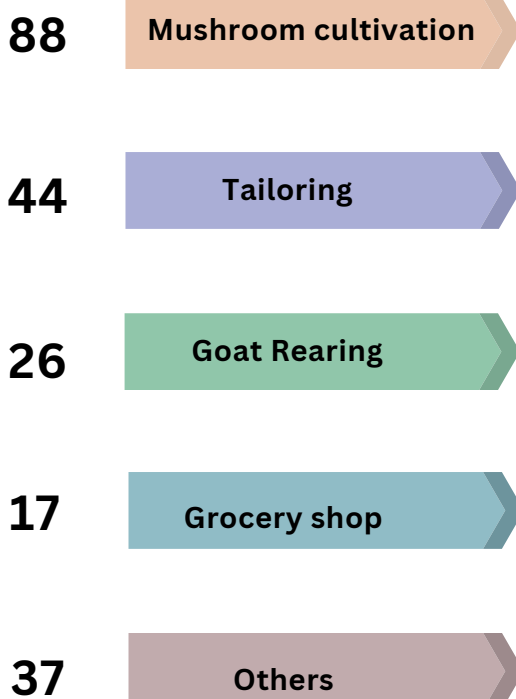 88 Mushroom cultivation
44 Tailoring
26 Goat Rearing
17 Grocery shop
37 Others